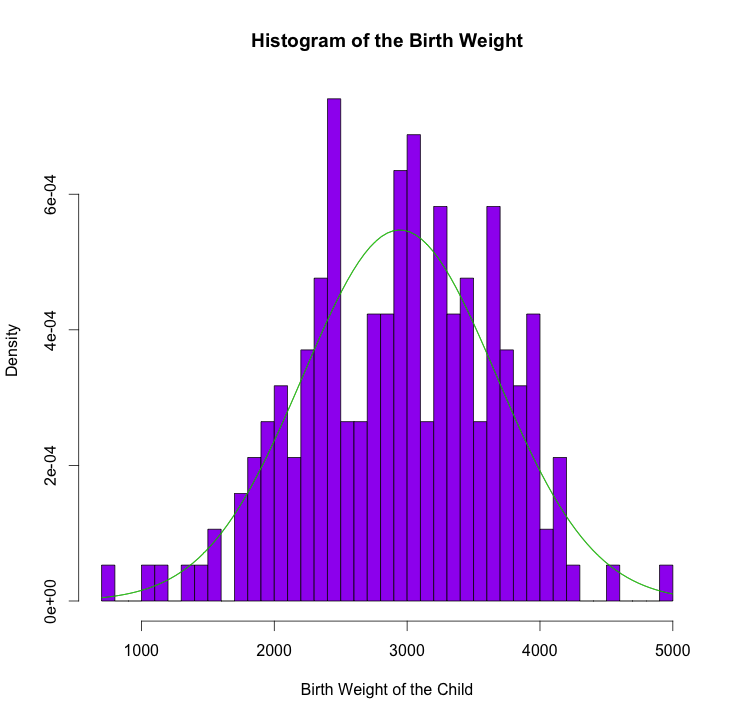 Histogram of the Birth Weight
Density
6e-04
4e-04
2e-04
0e+00
1000 2000 3000 4000 5000
Birth Weight of the Child